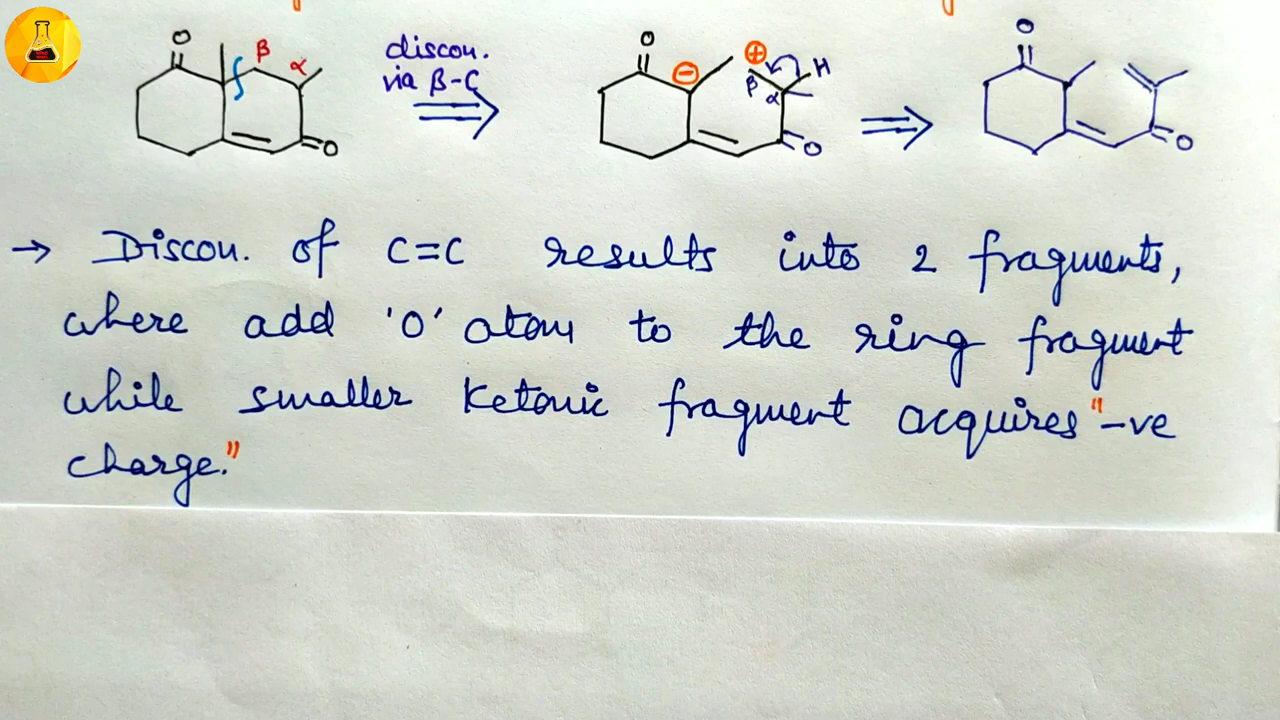 O
β
α
O
discon.
via β-C
O
⊖
⊕
β
α
H
O
O
O
→ Discon. of C=C results into 2 fragments,
where add 'O' atom to the ring fragment
while smaller Ketonic fragment acquires "-ve
charge."